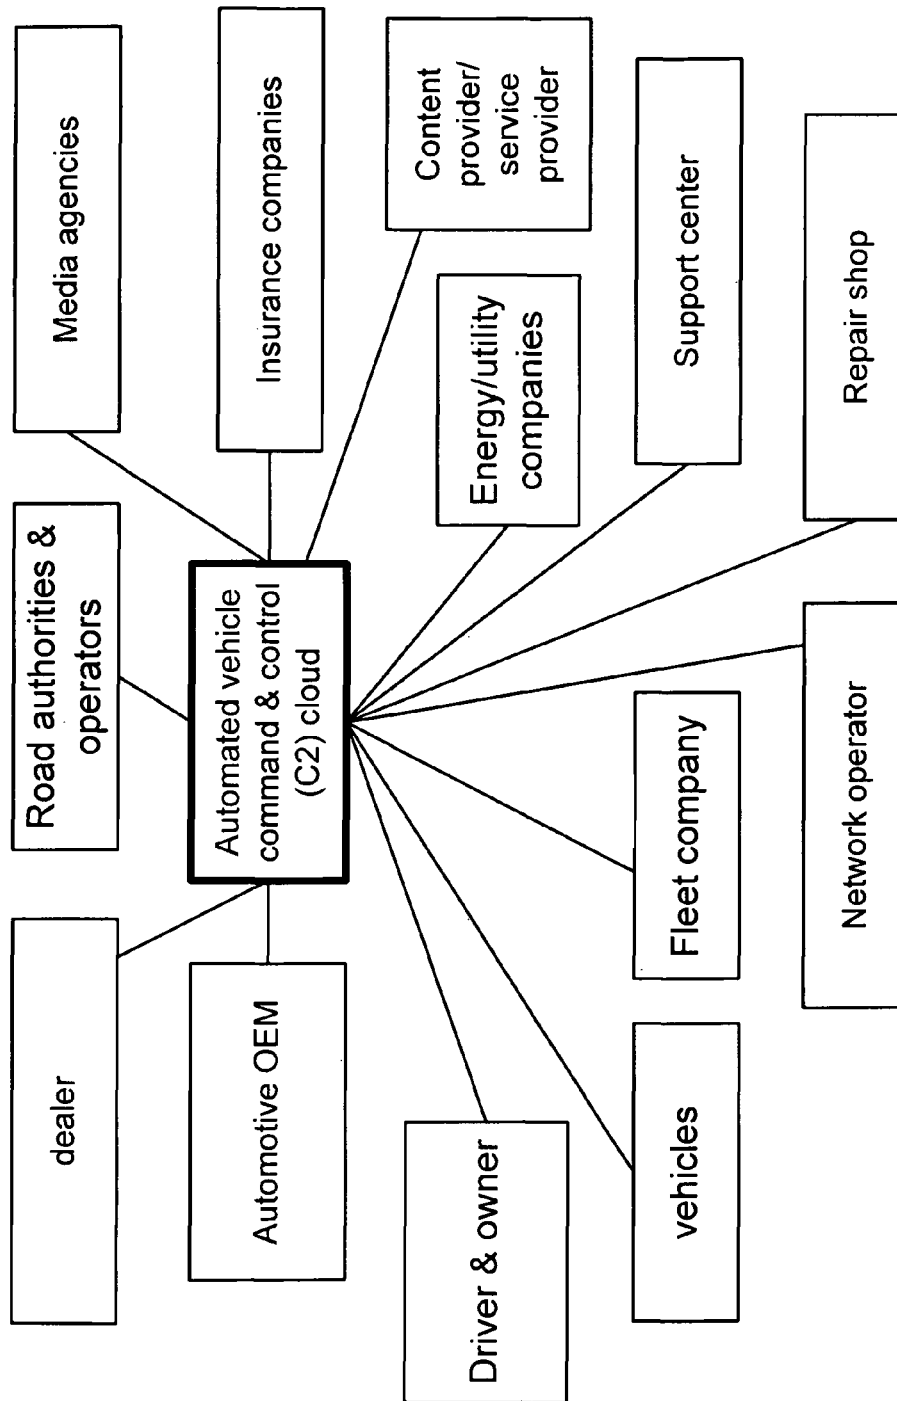 dealer
Road authorities &
operators
Media agencies
Automotive OEM
Automated vehicle
command & control
(C2) cloud
Insurance companies
Driver & owner
Energy/utility
companies
Content
provider/
service
provider
vehicles
Fleet company
Support center
Network operator
Repair shop